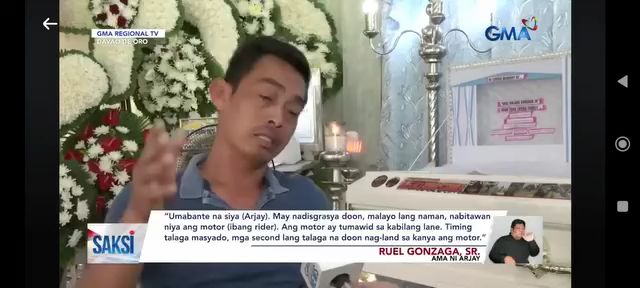 GMA REGIONAL TV
DAVAO DE ORO
GMA
"Umabante na siya (Arjay). May nadisgrasya doon, malayo lang naman, nabitawan
niya ang motor (ibang rider). Ang motor ay tumawid sa kabilang lane. Timing
talaga masyado, mga second lang talaga na doon nag-land sa kanya ang motor."
SAKSI
RUEL GONZAGA, SR.
AMA NI ARJAY